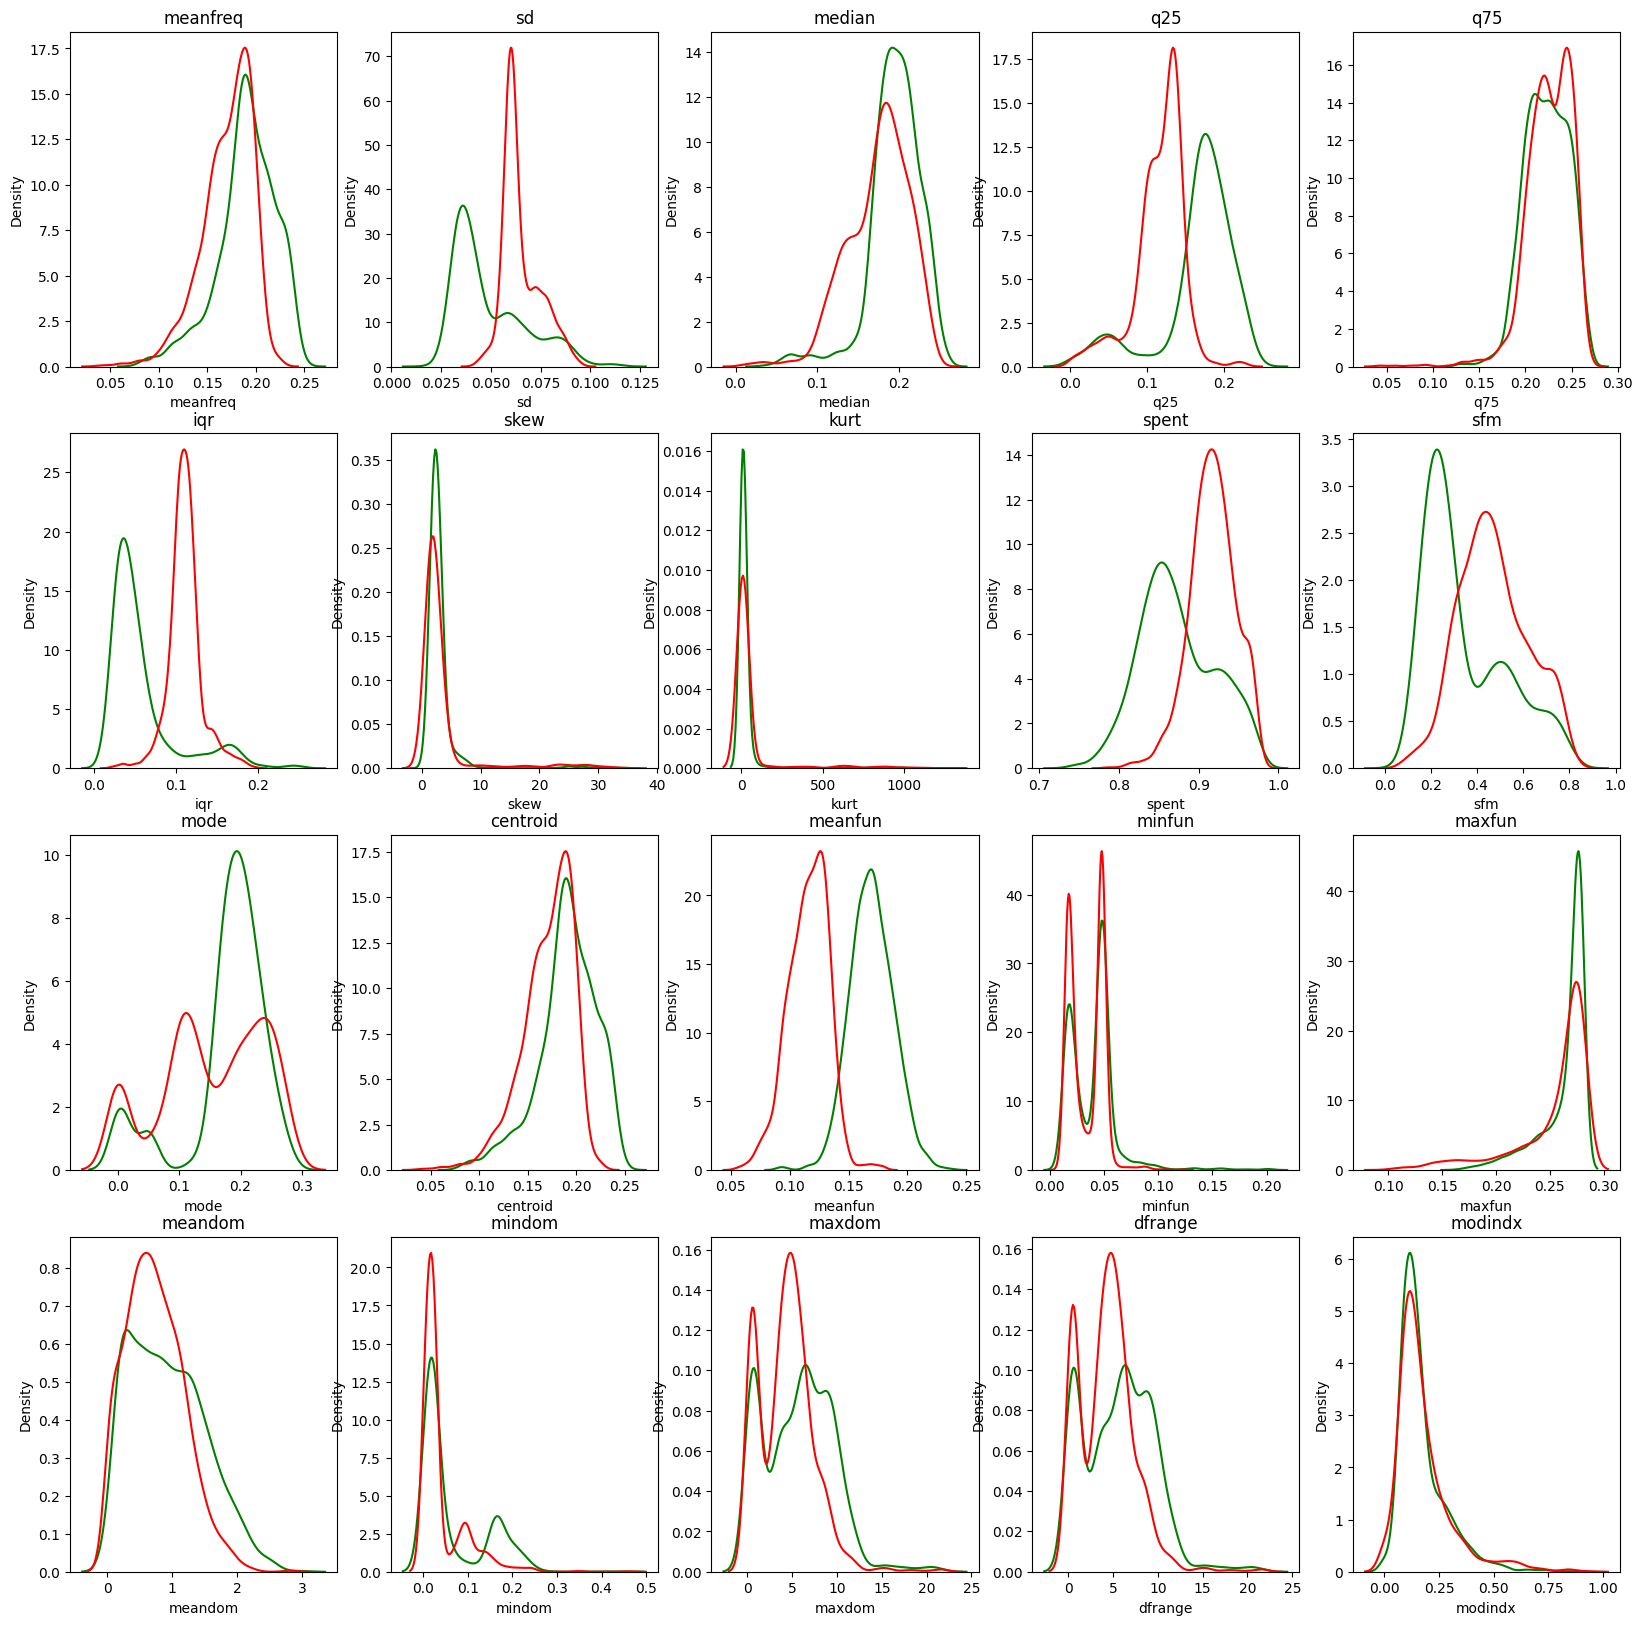 meanfreq
Density
17.5
15.0
12.5
10.0
7.5
5.0
2.5
0.0
0.05 0.10 0.15 0.20 0.25
meanfreq
sd
Density
70
60
50
40
30
20
10
0
0.000 0.025 0.050 0.075 0.100 0.125
sd
median
Density
14
12
10
8
6
4
2
0
0.0 0.1 0.2
median
q25
Density
17.5
15.0
12.5
10.0
7.5
5.0
2.5
0.0
0.0 0.1 0.2
q25
q75
Density
16
14
12
10
8
6
4
2
0
0.05 0.10 0.15 0.20 0.25 0.30
q75
iqr
Density
25
20
15
10
5
0
0.0 0.1 0.2
iqr
skew
Density
0.35
0.30
0.25
0.20
0.15
0.10
0.05
0.00
0 10 20 30 40
skew
kurt
Density
0.016
0.014
0.012
0.010
0.008
0.006
0.004
0.002
0.000
0 500 1000
kurt
spent
Density
14
12
10
8
6
4
2
0
0.7 0.8 0.9 1.0
spent
sfm
Density
3.5
3.0
2.5
2.0
1.5
1.0
0.5
0.0
0.0 0.2 0.4 0.6 0.8 1.0
sfm
mode
Density
10
8
6
4
2
0
0.0 0.1 0.2 0.3
mode
centroid
Density
17.5
15.0
12.5
10.0
7.5
5.0
2.5
0.0
0.05 0.10 0.15 0.20 0.25
centroid
meanfun
Density
20
15
10
5
0
0.05 0.10 0.15 0.20 0.25
meanfun
minfun
Density
40
30
20
10
0
0.00 0.05 0.10 0.15 0.20
minfun
maxfun
Density
40
30
20
10
0
0.10 0.15 0.20 0.25 0.30
maxfun
meandom
Density
0.8
0.7
0.6
0.5
0.4
0.3
0.2
0.1
0.0
0 1 2 3
meandom
mindom
Density
20.0
17.5
15.0
12.5
10.0
7.5
5.0
2.5
0.0
0.0 0.1 0.2 0.3 0.4 0.5
mindom
maxdom
Density
0.16
0.14
0.12
0.10
0.08
0.06
0.04
0.02
0.00
0 5 10 15 20 25
maxdom
dfrange
Density
0.16
0.14
0.12
0.10
0.08
0.06
0.04
0.02
0.00
0 5 10 15 20 25
dfrange
modindx
Density
6
5
4
3
2
1
0
0.00 0.25 0.50 0.75 1.00
modindx